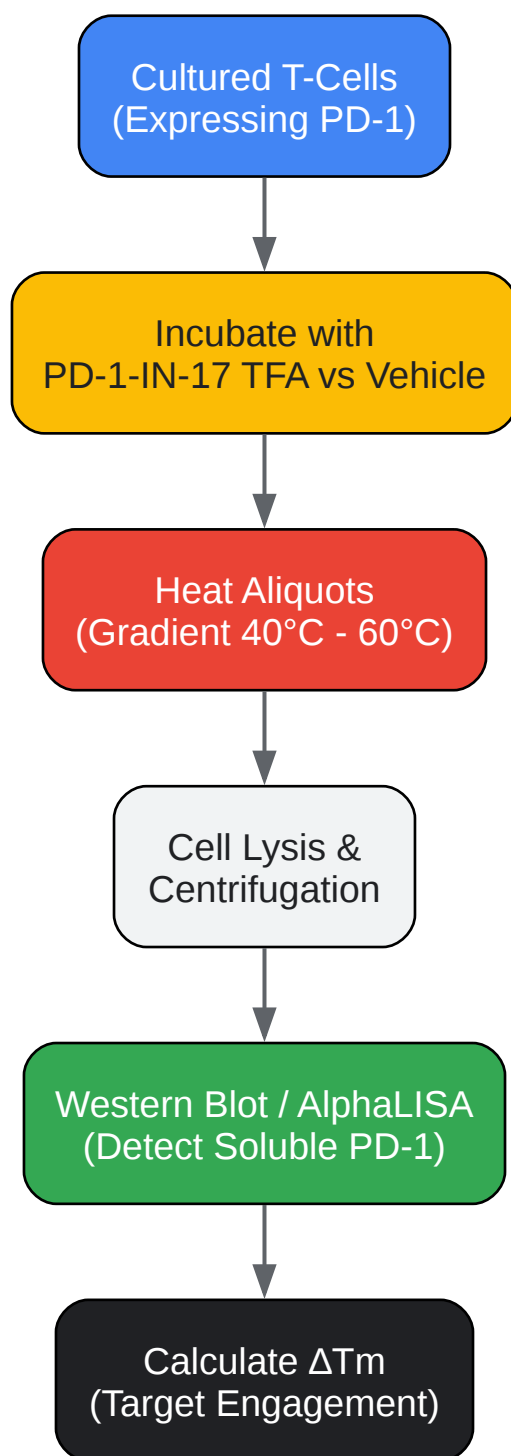 Cultured T-Cells
(Expressing PD-1)
Incubate with
PD-1-IN-17 TFA vs Vehicle
Heat Aliquots
(Gradient 40°C - 60°C)
Cell Lysis &
Centrifugation
Western Blot / AlphaLISA
(Detect Soluble PD-1)
Calculate ΔTm
(Target Engagement)